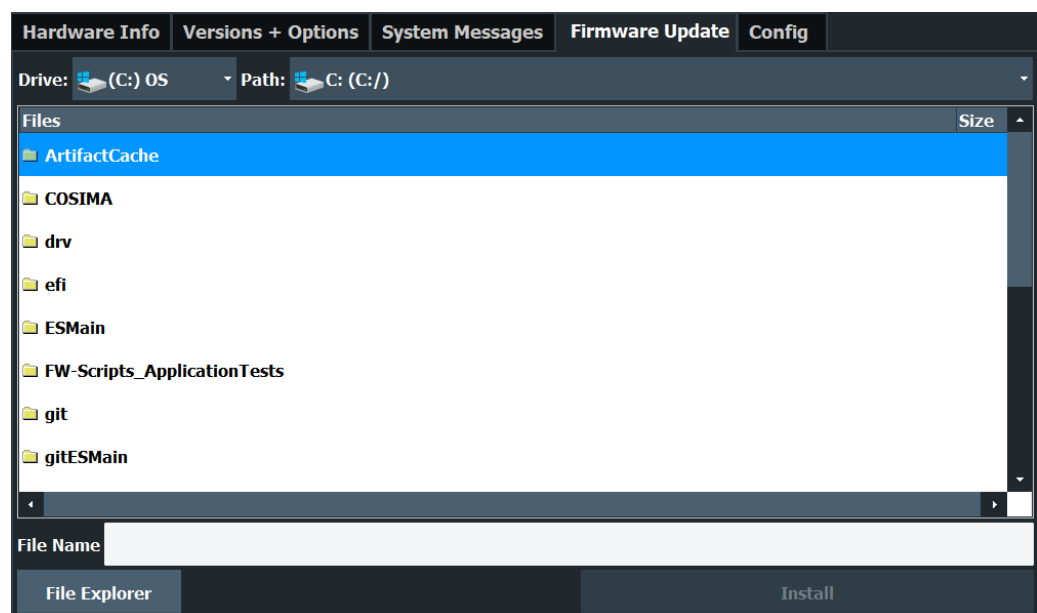 Hardware Info Versions + Options System Messages Firmware Update Config
Drive: (C:) OS Path: C: (C:/)
Files Size
ArtifactCache
COSIMA
drv
efi
ESMain
FW-Scripts_ApplicationTests
git
gitESMain
File Name
File Explorer Install